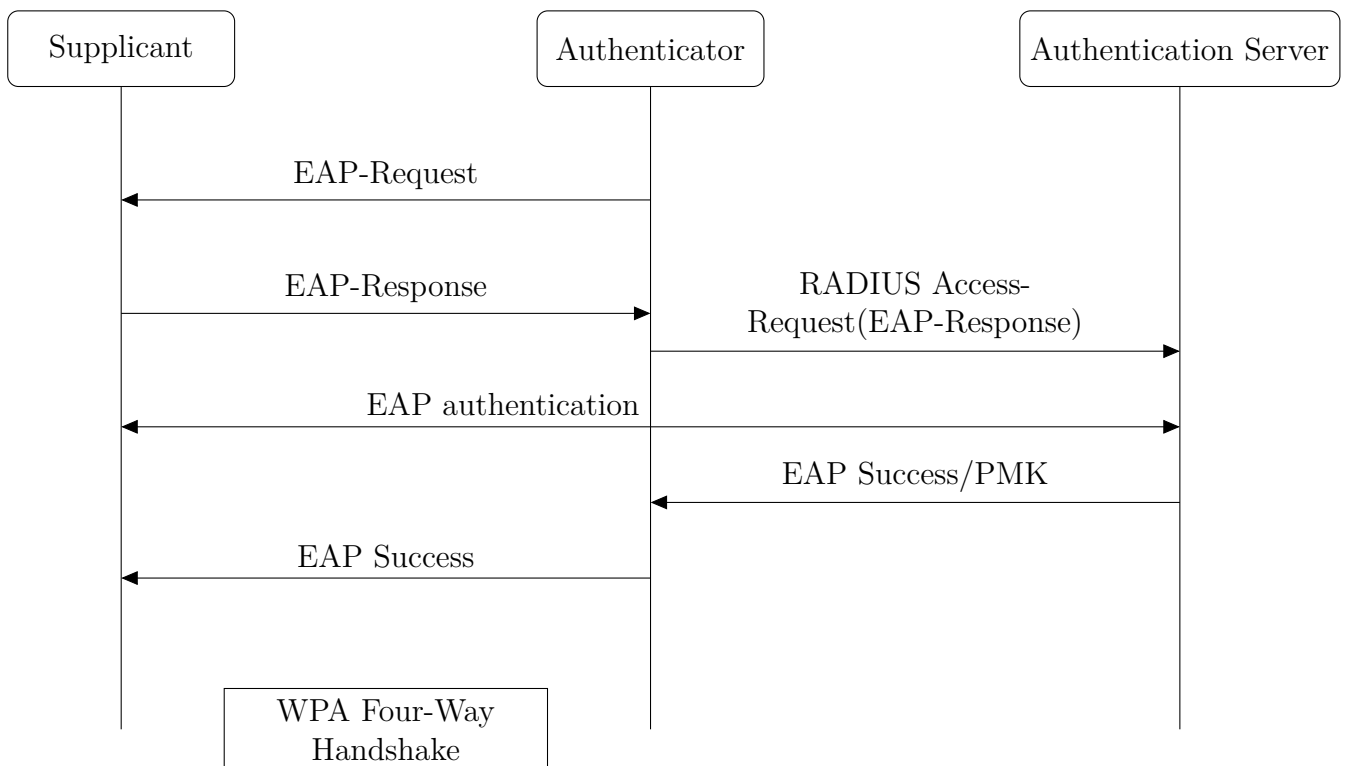 Supplicant
Authenticator
Authentication Server
EAP-Request
EAP-Response
RADIUS Access-
Request(EAP-Response)
EAP authentication
EAP Success/PMK
EAP Success
WPA Four-Way
Handshake